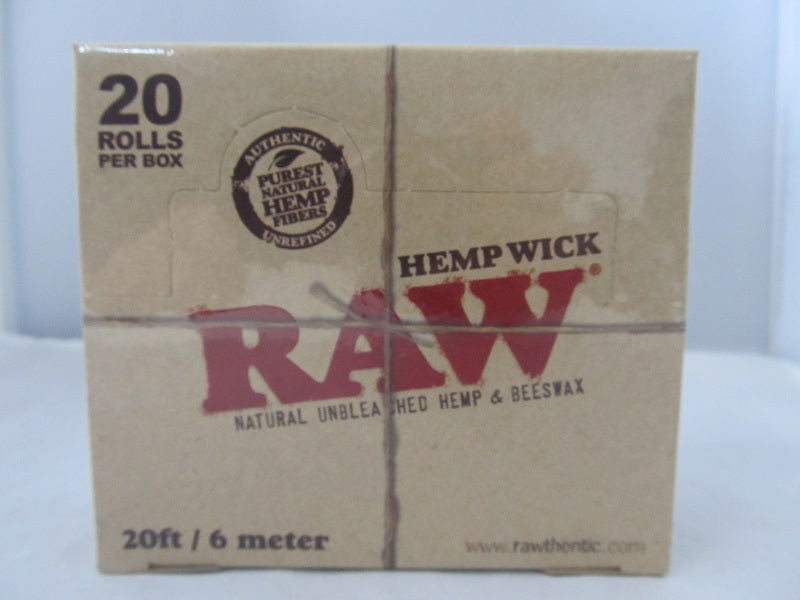 20
ROLLS
PER BOX
AUTHENTIC
PUREST
NATURAL
HEMP
FIBERS
UNREFINED
HEMP WICK
RAW®
NATURAL UNBLEACHED HEMP & BEESWAX
20ft / 6 meter
www.rawthentic.com